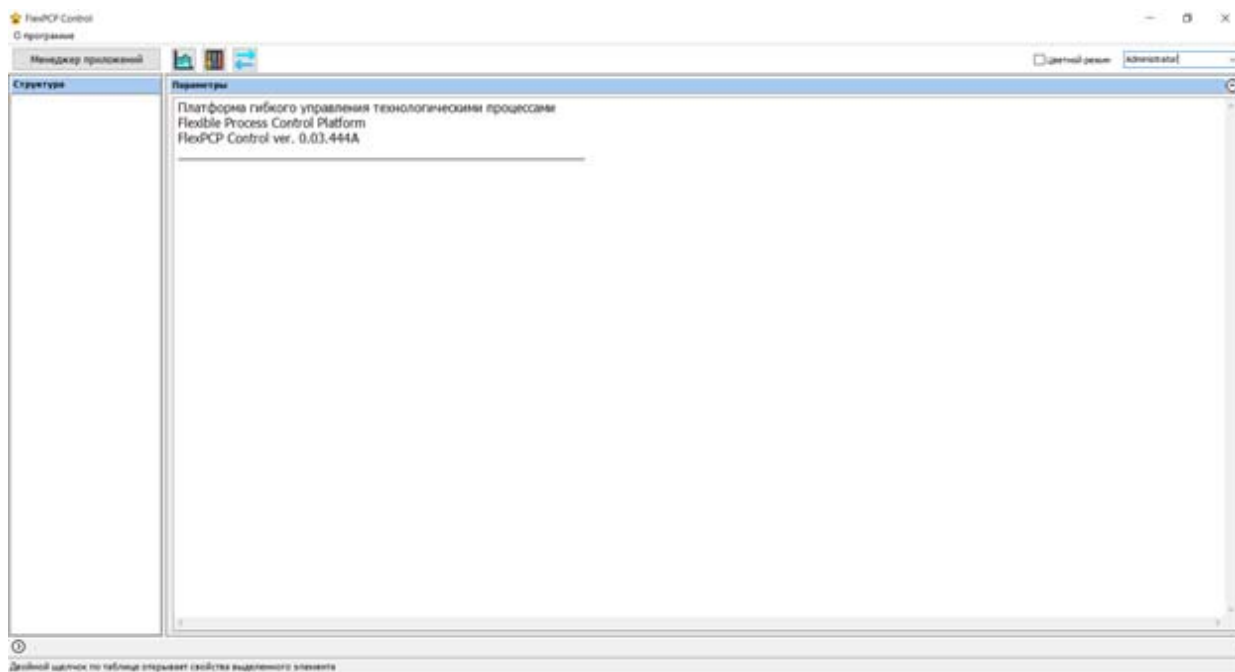 FlexPCP Control
О программе
Менеджер приложений
Цветной режим
Administrator
Структура
Параметры
Платформа гибкого управления технологическими процессами
Flexible Process Control Platform
FlexPCP Control ver. 0.03.444A
Двойной щелчок по таблице открывает свойства выделенного элемента